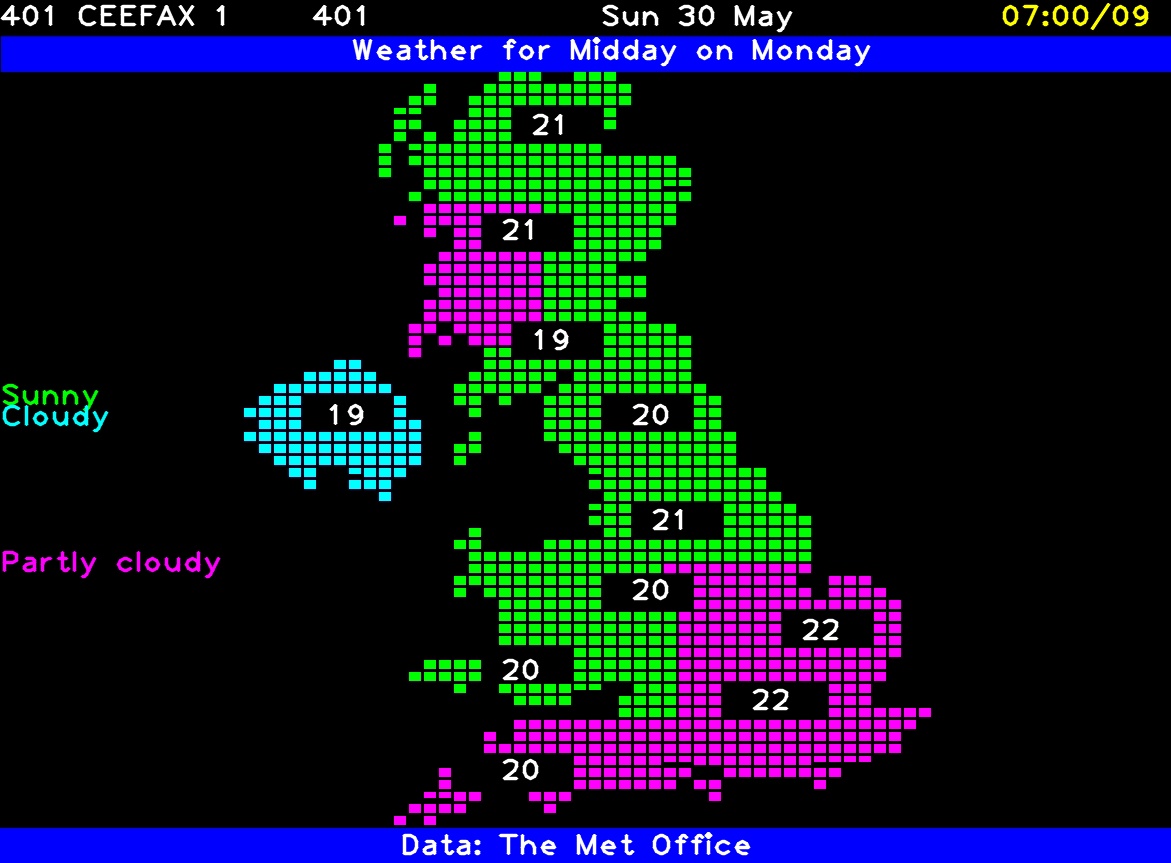 401 CEEFAX 1 401 Sun 30 May 07:00/09
Weather for Midday on Monday
21
21
19
Sunny
Cloudy
19 20
21
Partly cloudy
20
22
20
22
20
Data: The Met Office